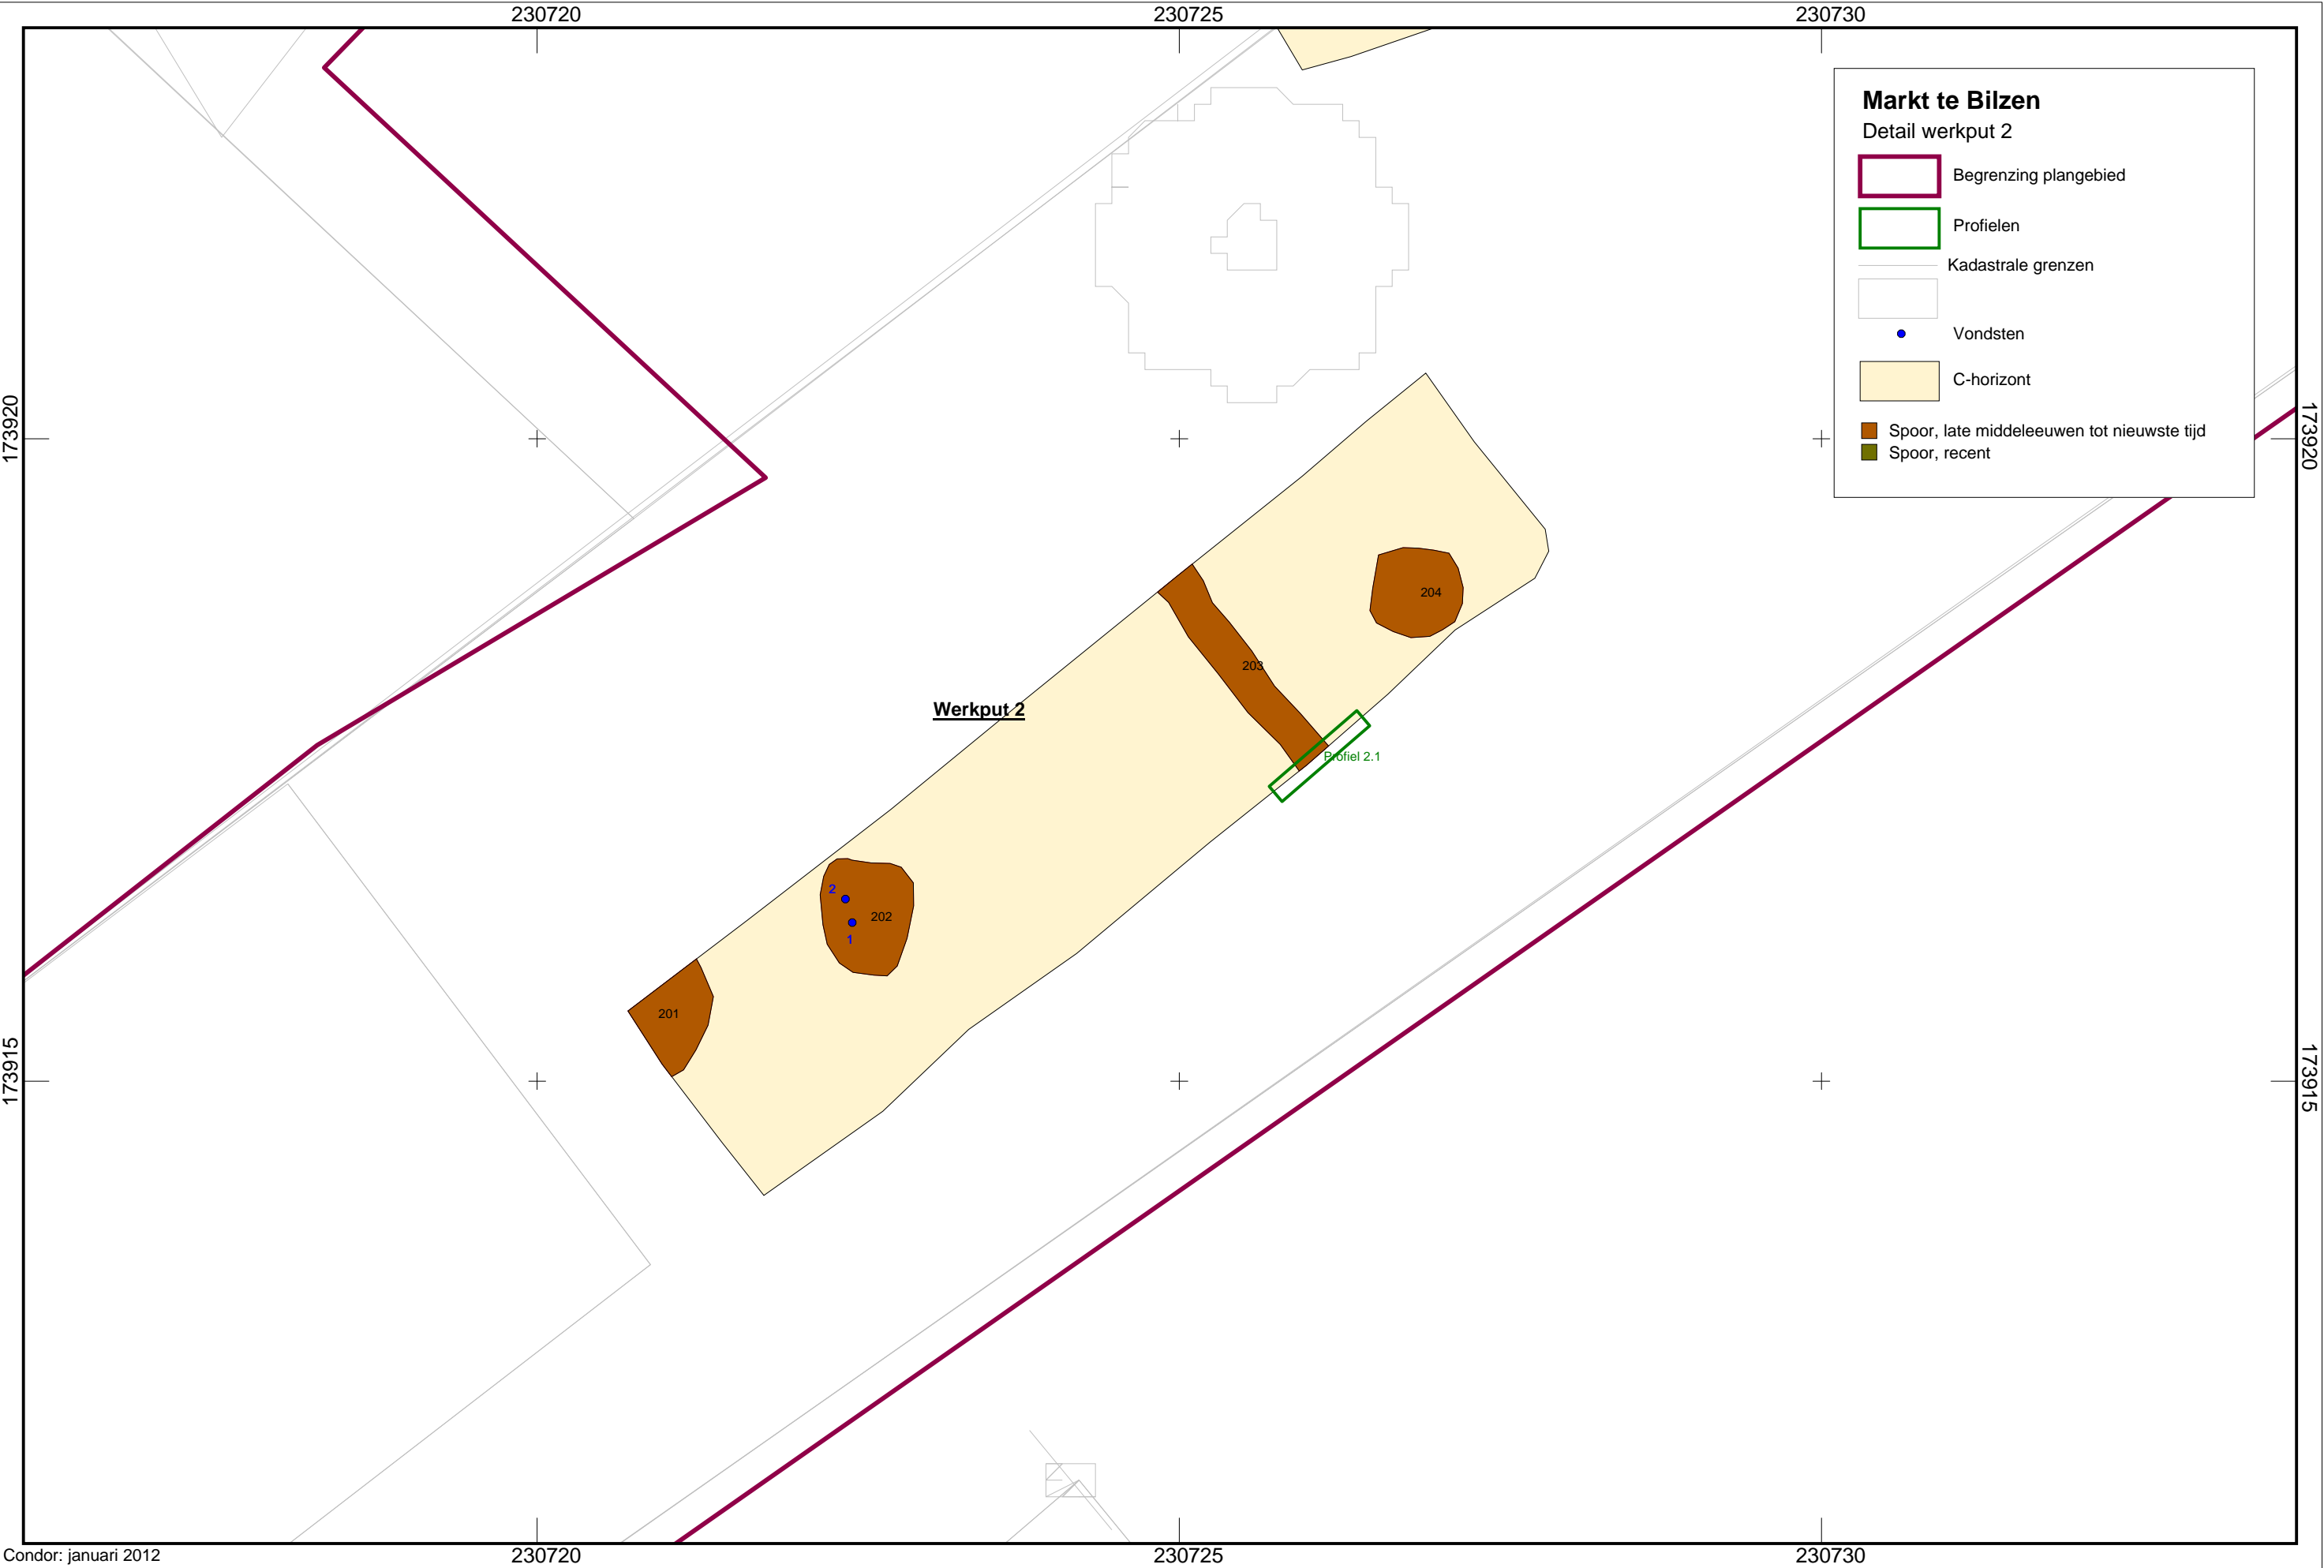 230720
230725
230730
Markt te Bilzen
Detail werkput 2
Begrenzing plangebied
Profielen
Kadastrale grenzen
Vondsten
C-horizont
Spoor, late middeleeuwen tot nieuwste tijd
Spoor, recent
173920
173920
204
203
Werkput 2
Profiel 2.1
2
202
1
201
173915
173915
Condor: januari 2012
230720
230725
230730